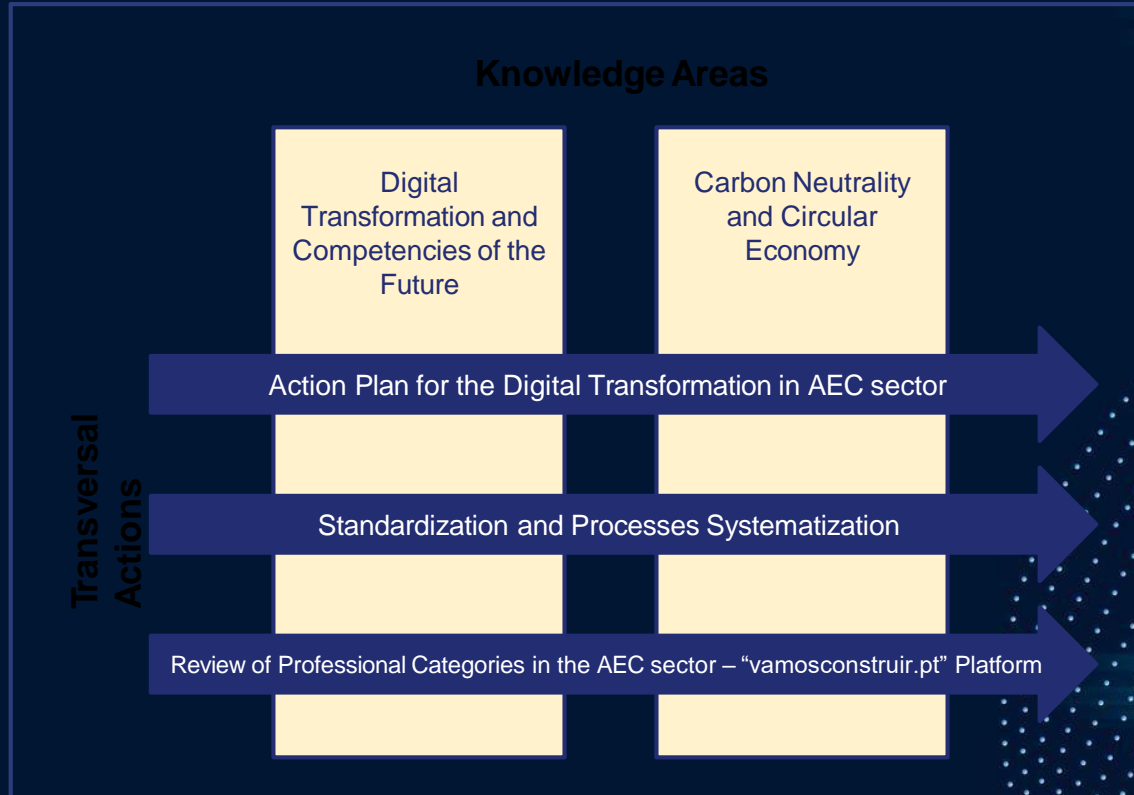 Knowledge Areas
Digital
Transformation and
Competencies of the
Future
Carbon Neutrality
and Circular
Economy
Transversal
Actions
Action Plan for the Digital Transformation in AEC sector
Standardization and Processes Systematization
Review of Professional Categories in the AEC sector – “vamosconstruir.pt” Platform